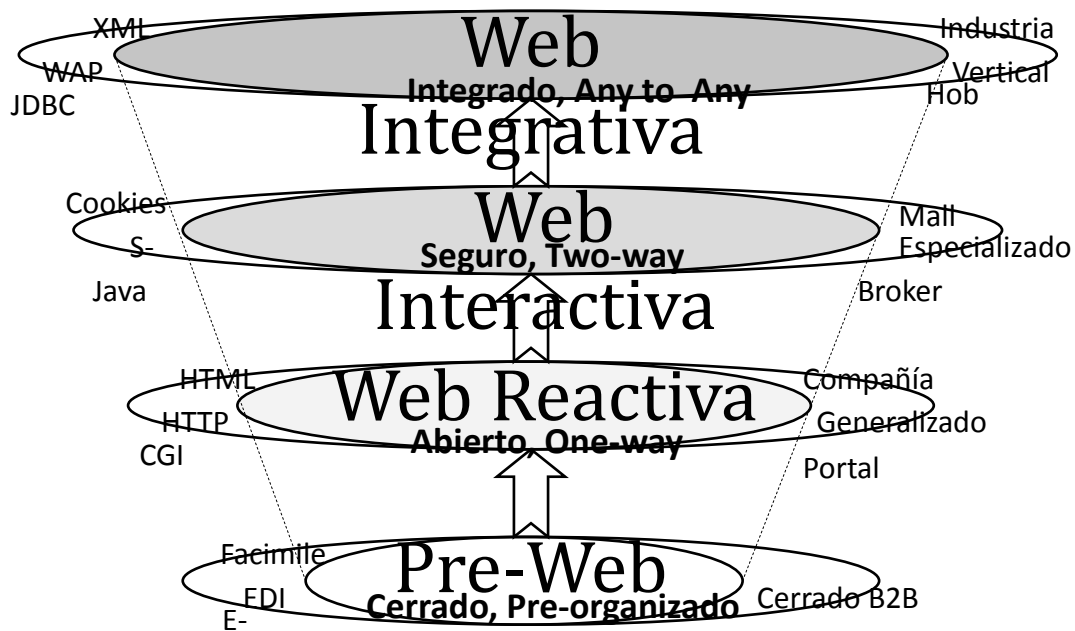 XML
WAP
JDBC
Web
Integrativa
Integrado, Any to Any
Industria
Vertical
Hob
Cookies
S-
Java
Web
Interactiva
Seguro, Two-way
Mall
Especializado
Broker
HTML
HTTP
CGI
Web Reactiva
Abierto, One-way
Compañía
Generalizado
Portal
Facimile
EDI
E-
Pre-Web
Cerrado, Pre-organizado
Cerrado B2B